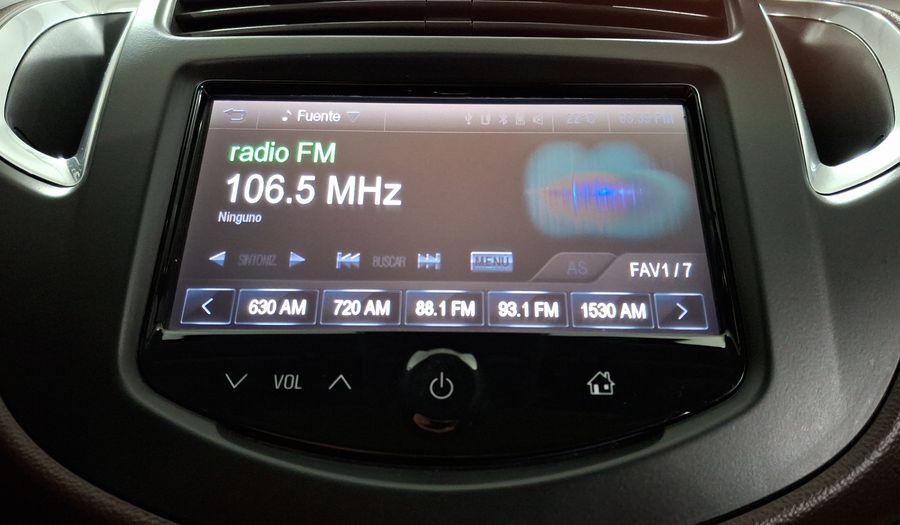 Fuente
22°C
radio FM
106.5 MHz
Ninguno
SINTONIZ. BUSCAR MENU
AS FAV1 / 7
630 AM 720 AM 88.1 FM 93.1 FM 1530 AM
VOL